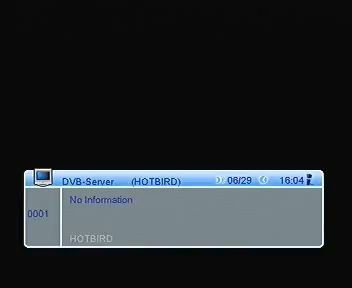 DVB-Server (HOTBIRD) 06/29 16:04
No Information
0001
HOTBIRD